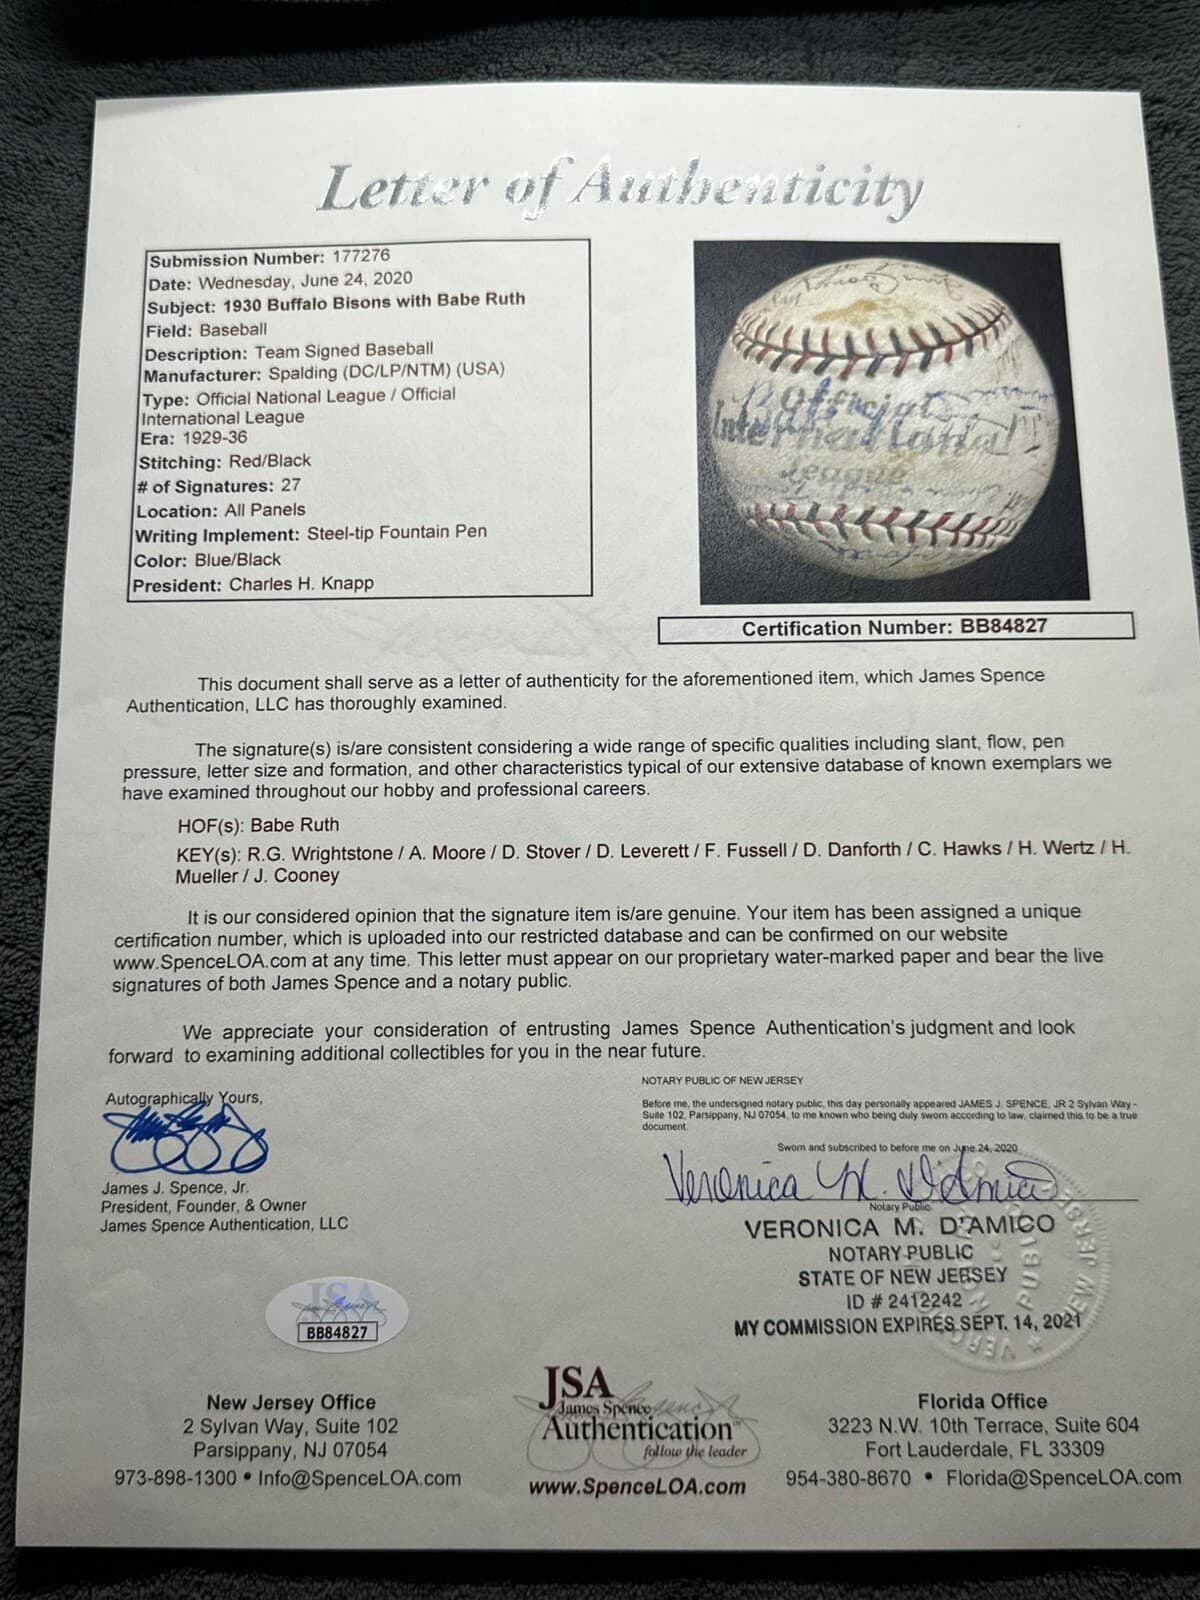 Letter of Authenticity
Submission Number: 177276
Date: Wednesday, June 24, 2020
Subject: 1930 Buffalo Bisons with Babe Ruth
Field: Baseball
Description: Team Signed Baseball
Manufacturer: Spalding (DC/LP/NTM) (USA)
Type: Official National League / Official
International League
Era: 1929-36
Stitching: Red/Black
# of Signatures: 27
Location: All Panels
Writing Implement: Steel-tip Fountain Pen
Color: Blue/Black
President: Charles H. Knapp
Official
International
League
Certification Number: BB84827
This document shall serve as a letter of authenticity for the aforementioned item, which James Spence
Authentication, LLC has thoroughly examined.
The signature(s) is/are consistent considering a wide range of specific qualities including slant, flow, pen
pressure, letter size and formation, and other characteristics typical of our extensive database of known exemplars we
have examined throughout our hobby and professional careers.
HOF(s): Babe Ruth
KEY(s): R.G. Wrightstone / A. Moore / D. Stover / D. Leverett / F. Fussell / D. Danforth / C. Hawks / H. Wertz / H.
Mueller / J. Cooney
It is our considered opinion that the signature item is/are genuine. Your item has been assigned a unique
certification number, which is uploaded into our restricted database and can be confirmed on our website
www.SpenceLOA.com at any time. This letter must appear on our proprietary water-marked paper and bear the live
signatures of both James Spence and a notary public.
We appreciate your consideration of entrusting James Spence Authentication's judgment and look
forward to examining additional collectibles for you in the near future.
Autographically Yours,
James J. Spence, Jr.
President, Founder, & Owner
James Spence Authentication, LLC
NOTARY PUBLIC OF NEW JERSEY
Before me, the undersigned notary public, this day personally appeared JAMES J. SPENCE, JR 2 Sylvan Way -
Suite 102, Parsippany, NJ 07054, to me known who being duly sworn according to law, claimed this to be a true
document.
Sworn and subscribed to before me on June 24, 2020
Veronica M. D'Amico
Notary Public
VERONICA M. D'AMICO
NOTARY PUBLIC
STATE OF NEW JERSEY
ID # 2412242
MY COMMISSION EXPIRES SEPT. 14, 2021
JSA
BB84827
New Jersey Office
2 Sylvan Way, Suite 102
Parsippany, NJ 07054
973-898-1300 • Info@SpenceLOA.com
JSA
James Spence
Authentication™
follow the leader
www.SpenceLOA.com
Florida Office
3223 N.W. 10th Terrace, Suite 604
Fort Lauderdale, FL 33309
954-380-8670 • Florida@SpenceLOA.com